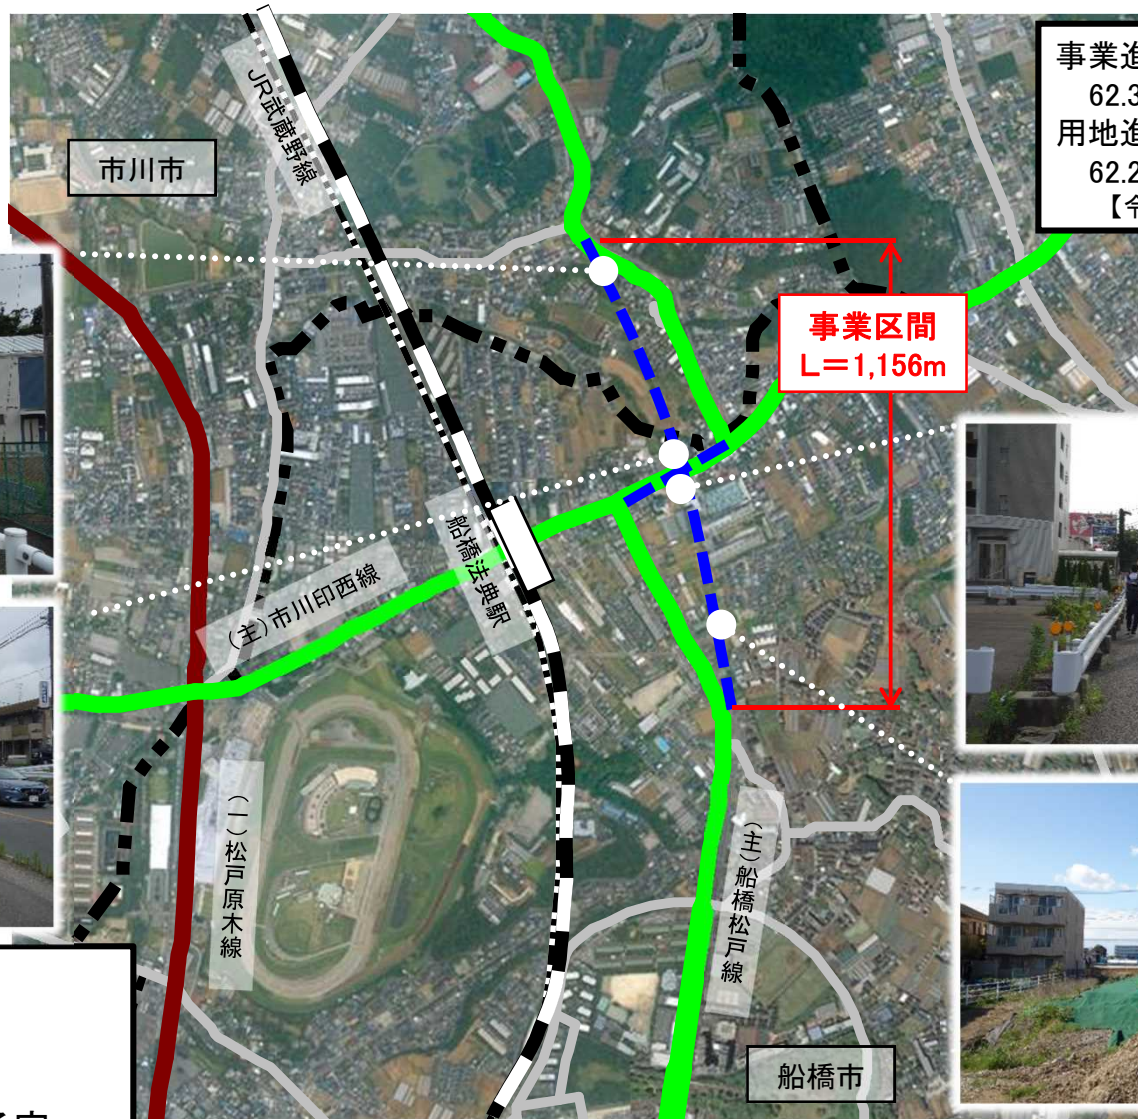 事業進
62.3
用地進
62.2
【令
JR武蔵野線
市川市
事業区間
L=1,156m
船橋法典駅
(主)市川印西線
(一)松戸原木線
(主)船橋松戸線
船橋市